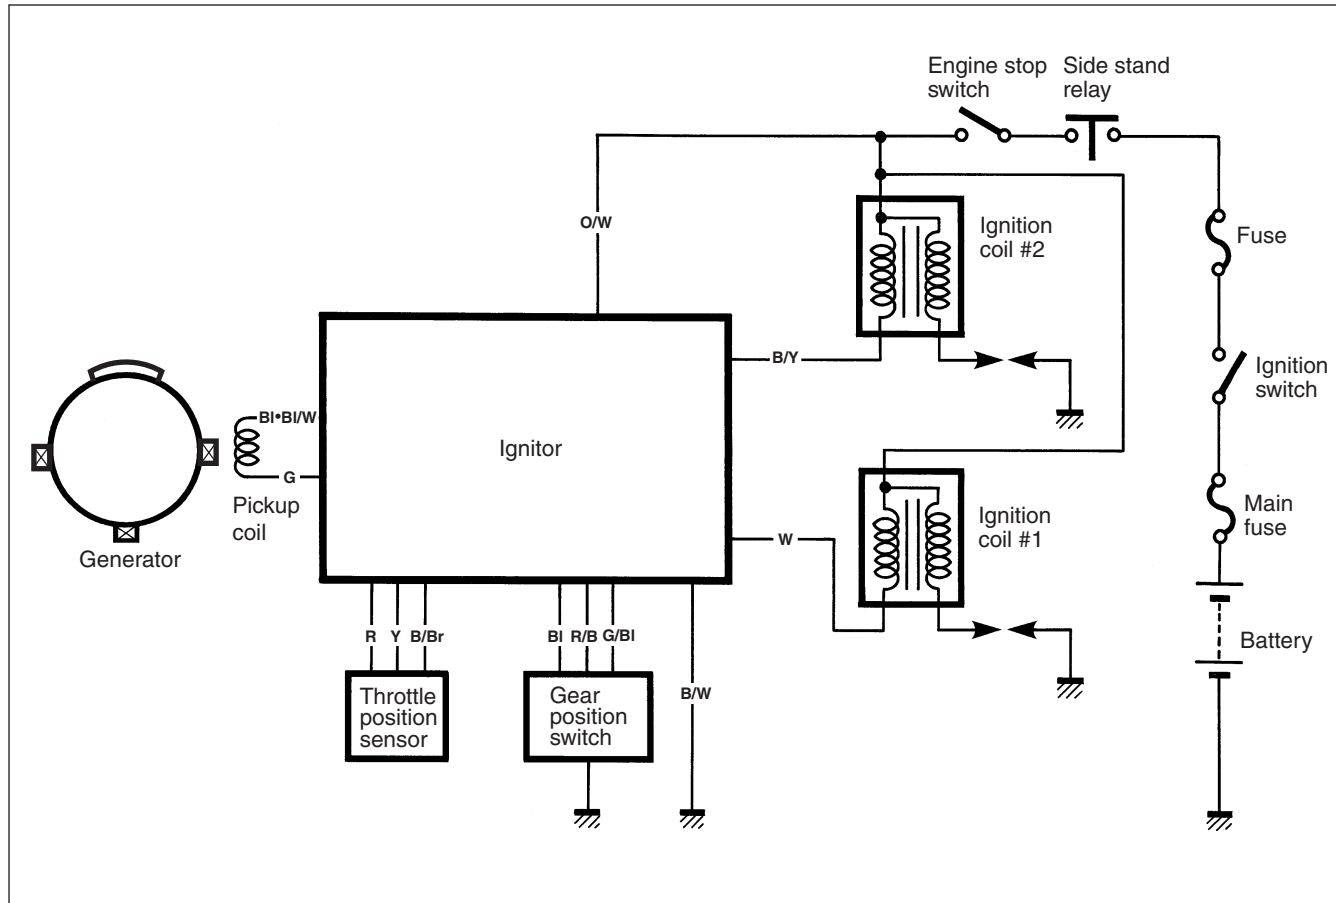 Engine stop
switch
Side stand
relay
O/W
Ignition
coil #2
Fuse
B/Y
Ignition
switch
Bl•Bl/W
Ignitor
G
Pickup
coil
Generator
Main
fuse
Ignition
coil #1
W
R
Y
B/Br
Bl
R/B
G/Bl
Battery
B/W
Throttle
position
sensor
Gear
position
switch